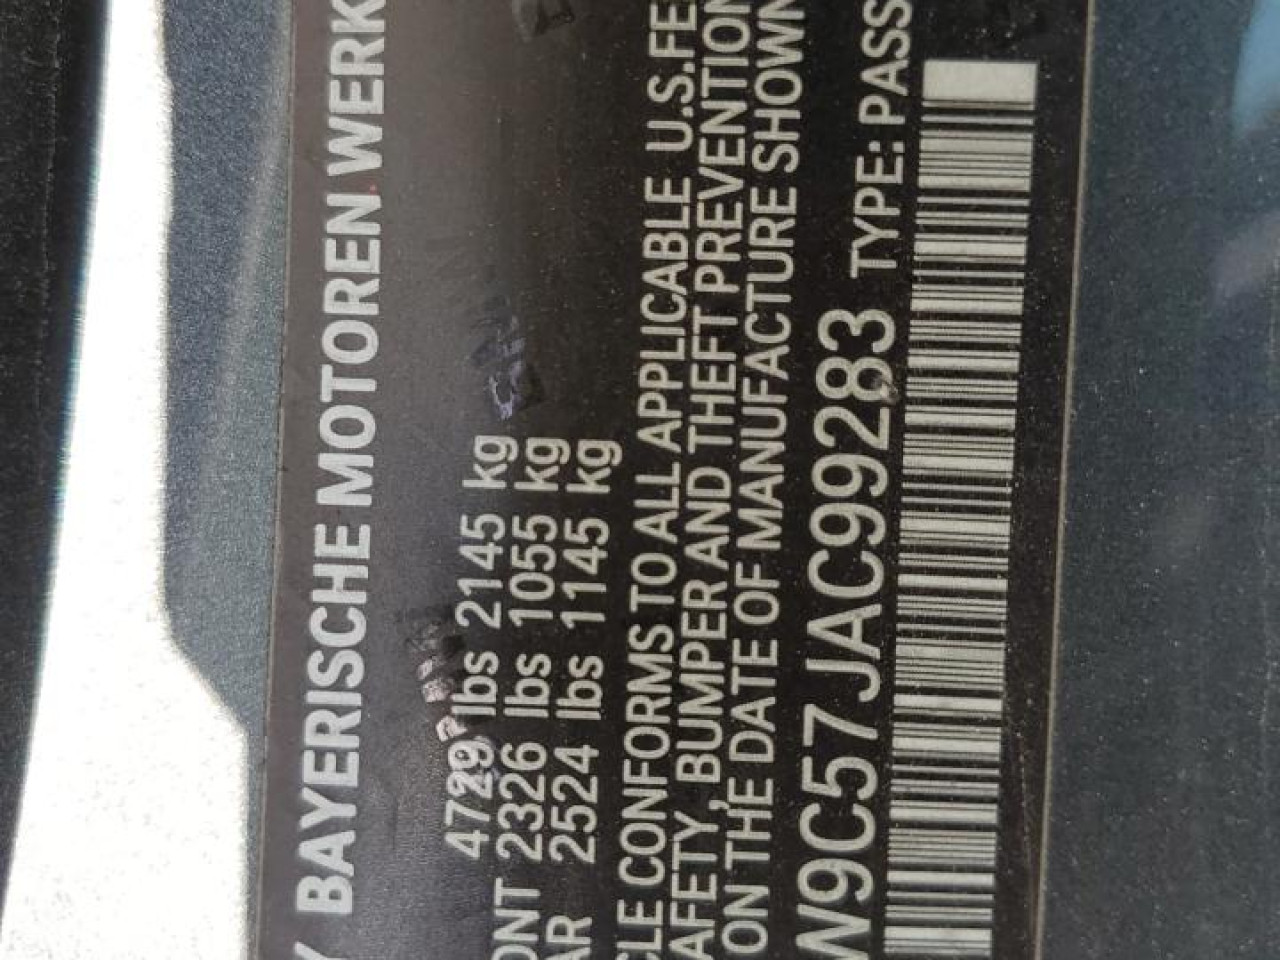 Y BAYERISCHE MOTOREN WERK
4729 lbs 2145 kg
ONT 2326 lbs 1055 kg
AR 2524 lbs 1145 kg
CLE CONFORMS TO ALL APPLICABLE U.S.FE
AFETY, BUMPER AND THEFT PREVENTION
ON THE DATE OF MANUFACTURE SHOWN
W9C57JAC99283 TYPE: PASS